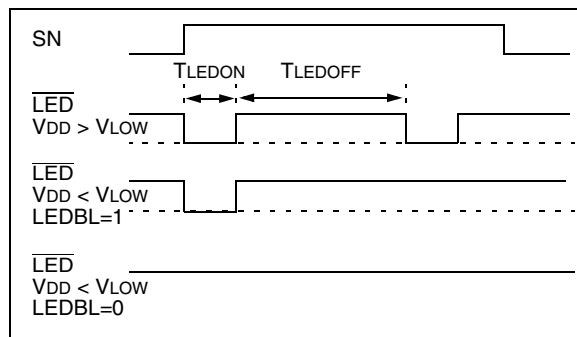 SN
TLEDON
TLEDOFF
LED
VDD > VLOW
LED
VDD < VLOW
LEDBL=1
LED
VDD < VLOW
LEDBL=0